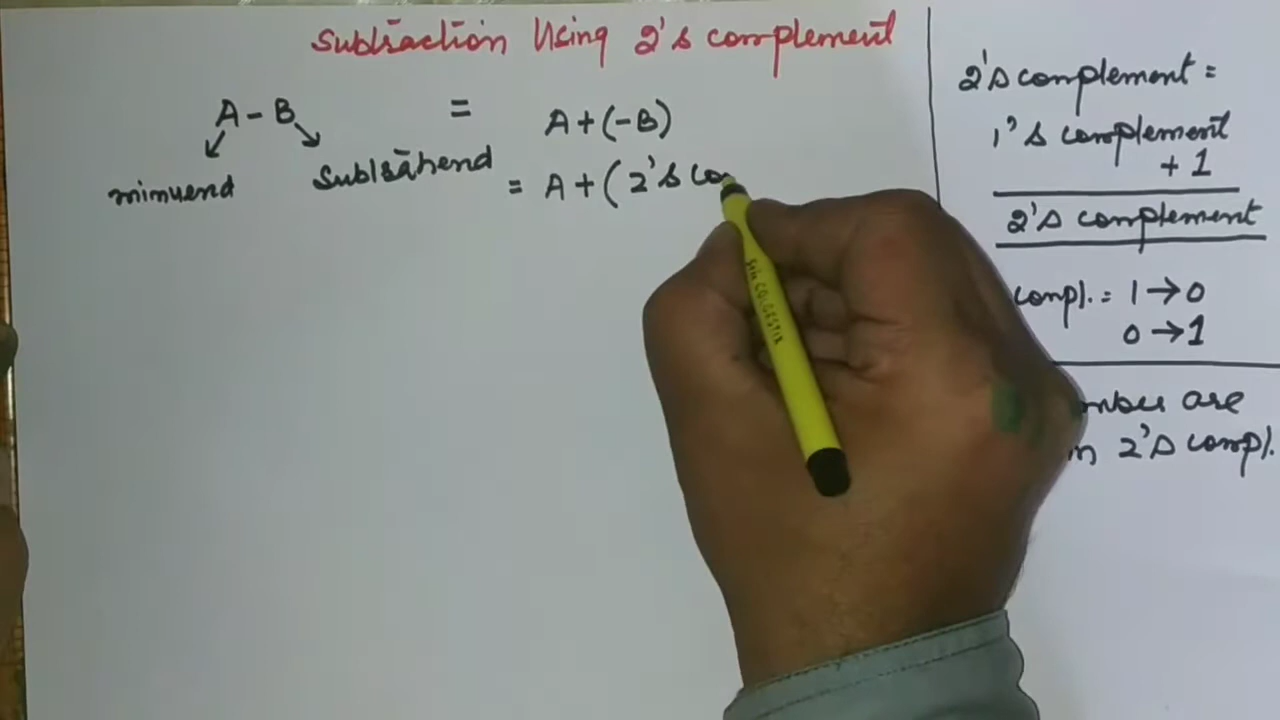 Subtraction Using 2's complement
A - B = A + (-B)
minuend
Subtrahend
= A + ( 2's co
2's complement =
1's complement
+ 1
2's complement
compl. = 1 → 0
0 → 1
are
2's compl.